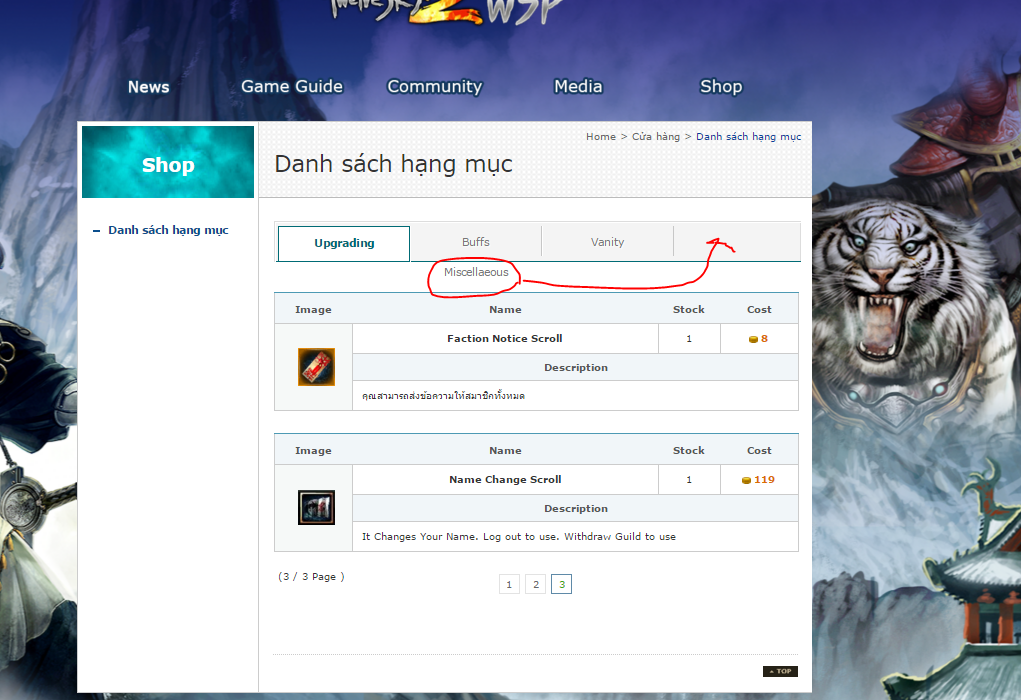 2 WSP
News Game Guide Community Media Shop
Shop
Home > Cửa hàng > Danh sách hạng mục
Danh sách hạng mục
– Danh sách hạng mục
Upgrading Buffs Vanity
Miscellaeous
Image Name Stock Cost
Faction Notice Scroll 1 8
Description
คุณสามารถส่งข้อความให้สมาชิกทั้งหมด
Image Name Stock Cost
Name Change Scroll 1 119
Description
It Changes Your Name. Log out to use. Withdraw Guild to use
(3 / 3 Page )
1 2 3
TOP